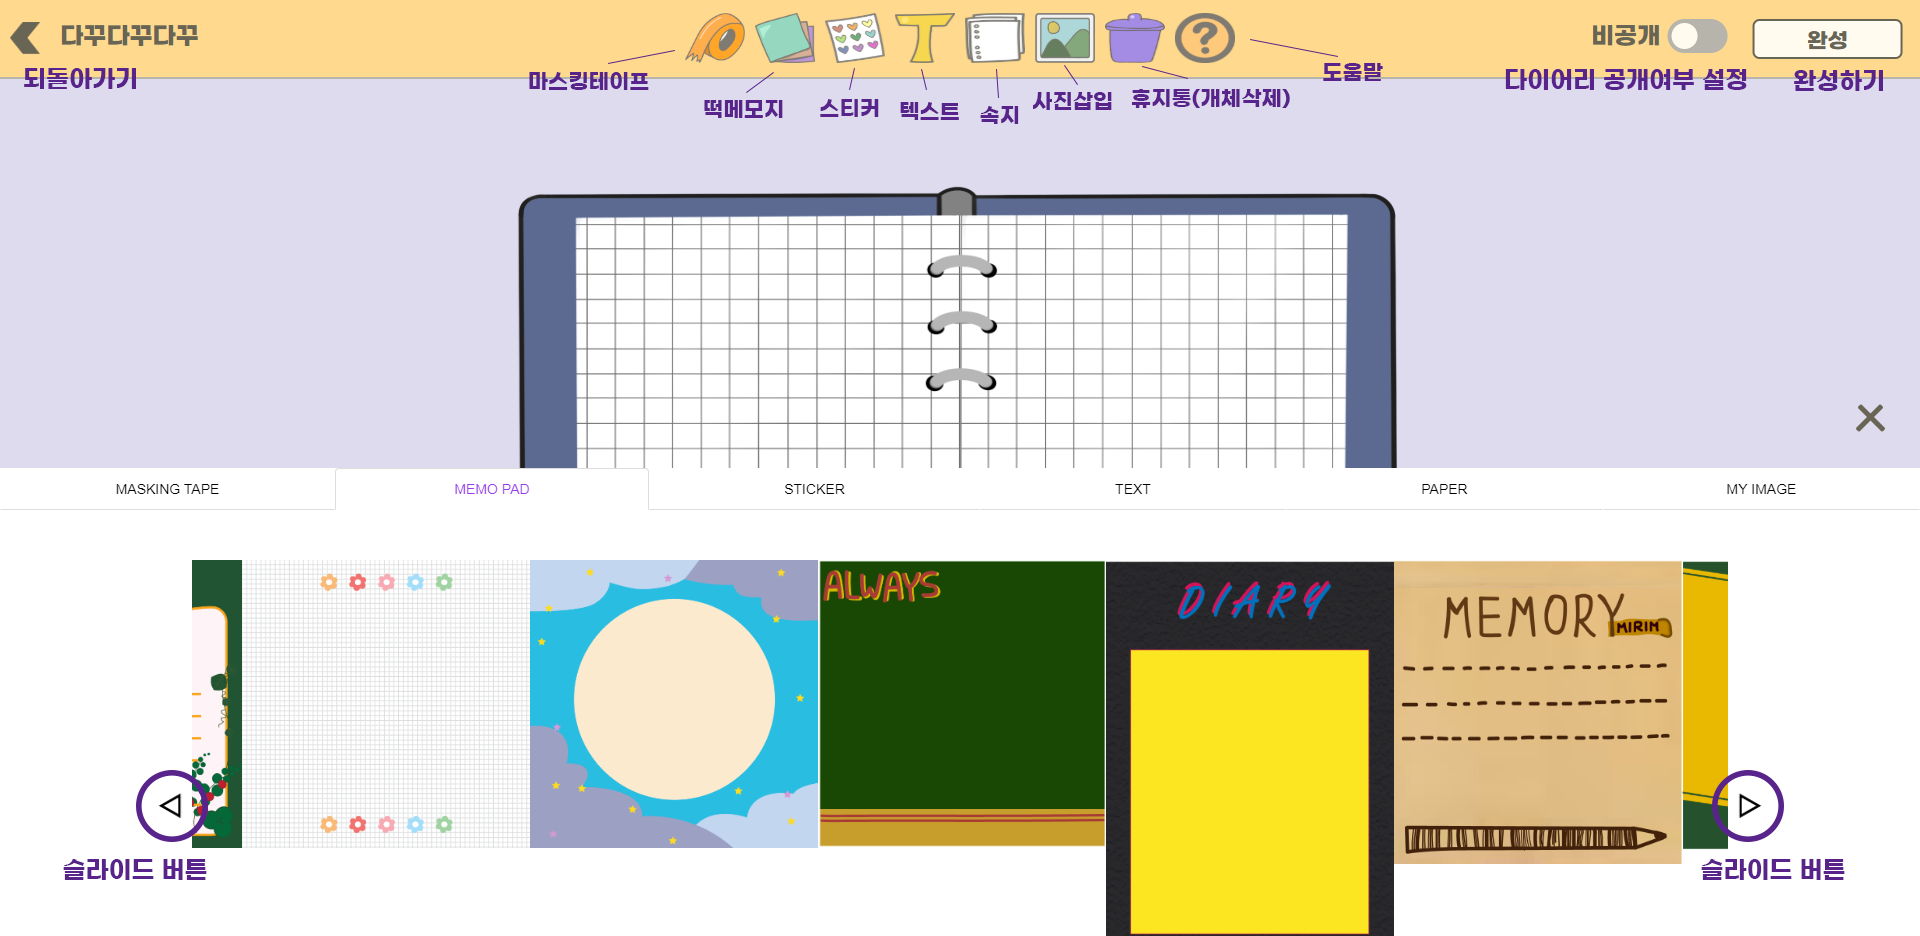 다꾸다꾸다꾸
비공개
완성
되돌아가기
마스킹테이프
떡메모지
스티커
텍스트
속지
사진삽입
휴지통(개체삭제)
도움말
다이어리 공개여부 설정
완성하기
MASKING TAPE
MEMO PAD
STICKER
TEXT
PAPER
MY IMAGE
ALWAYS
DIARY
MEMORY
MIRIM
슬라이드 버튼
슬라이드 버튼